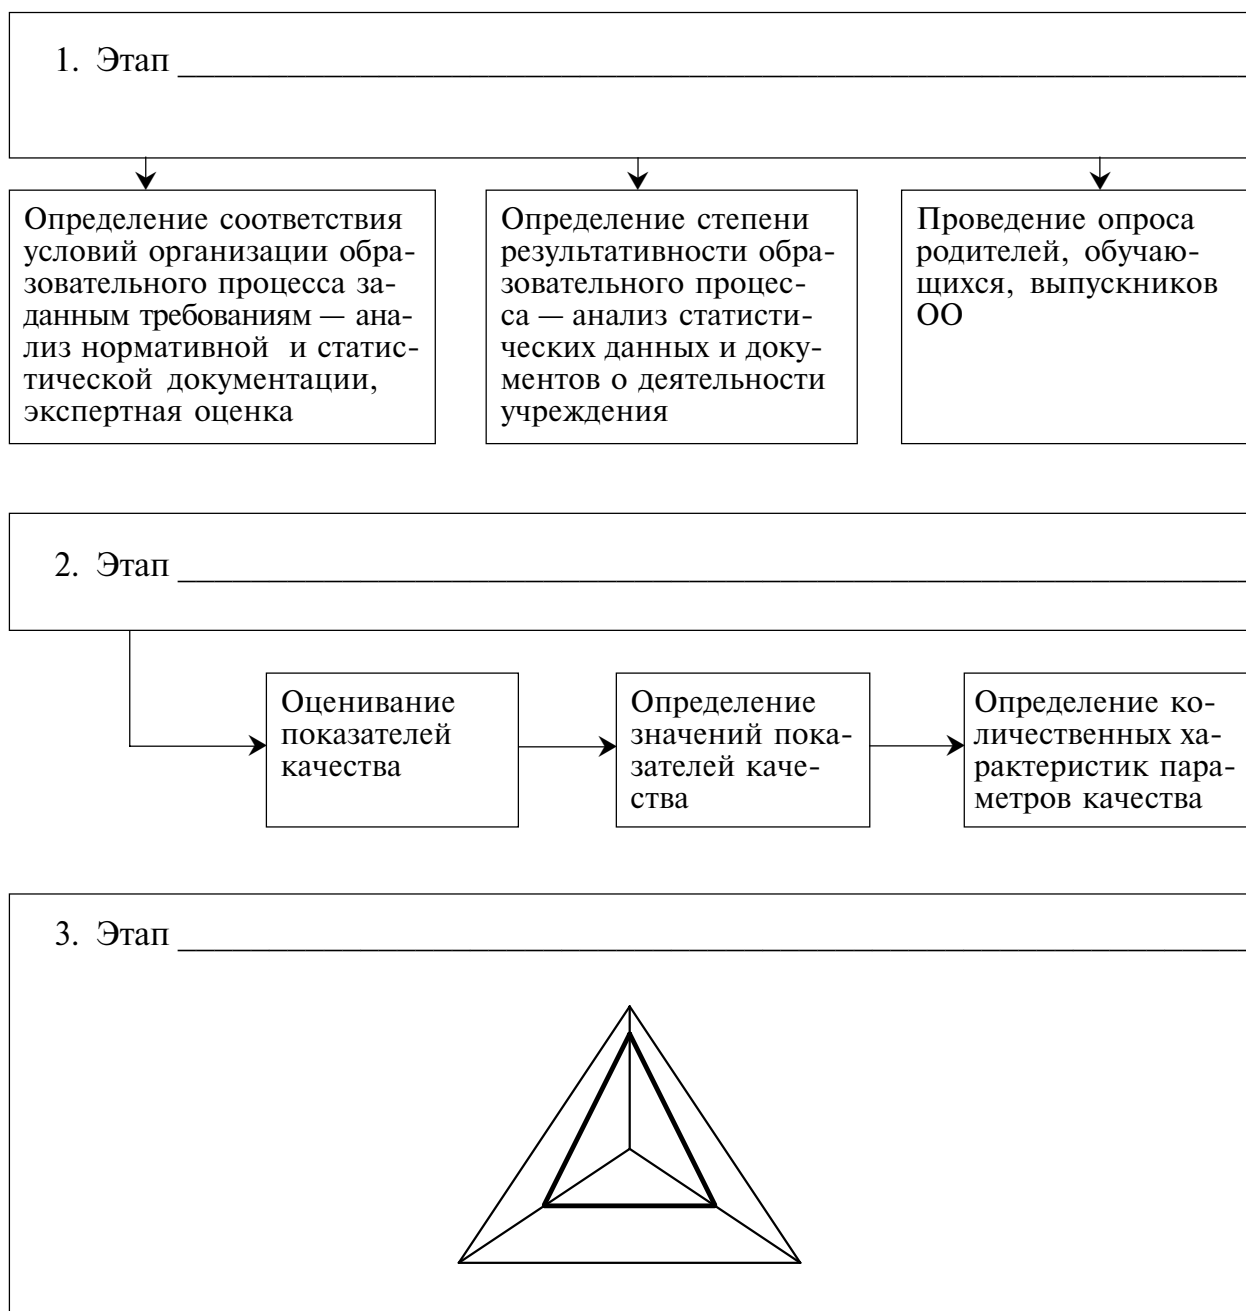 1. Этап
Определение соответствия
условий организации обра-
зовательного процесса за-
данным требованиям — ана-
лиз нормативной и статис-
тической документации,
экспертная оценка
Определение степени
результативности обра-
зовательного процес-
са — анализ статисти-
ческих данных и доку-
ментов о деятельности
учреждения
Проведение опроса
родителей, обучаю-
щихся, выпускников
ОО
2. Этап
Оценивание
показателей
качества
Определение
значений пока-
зателей каче-
ства
Определение ко-
личественных ха-
рактеристик пара-
метров качества
3. Этап